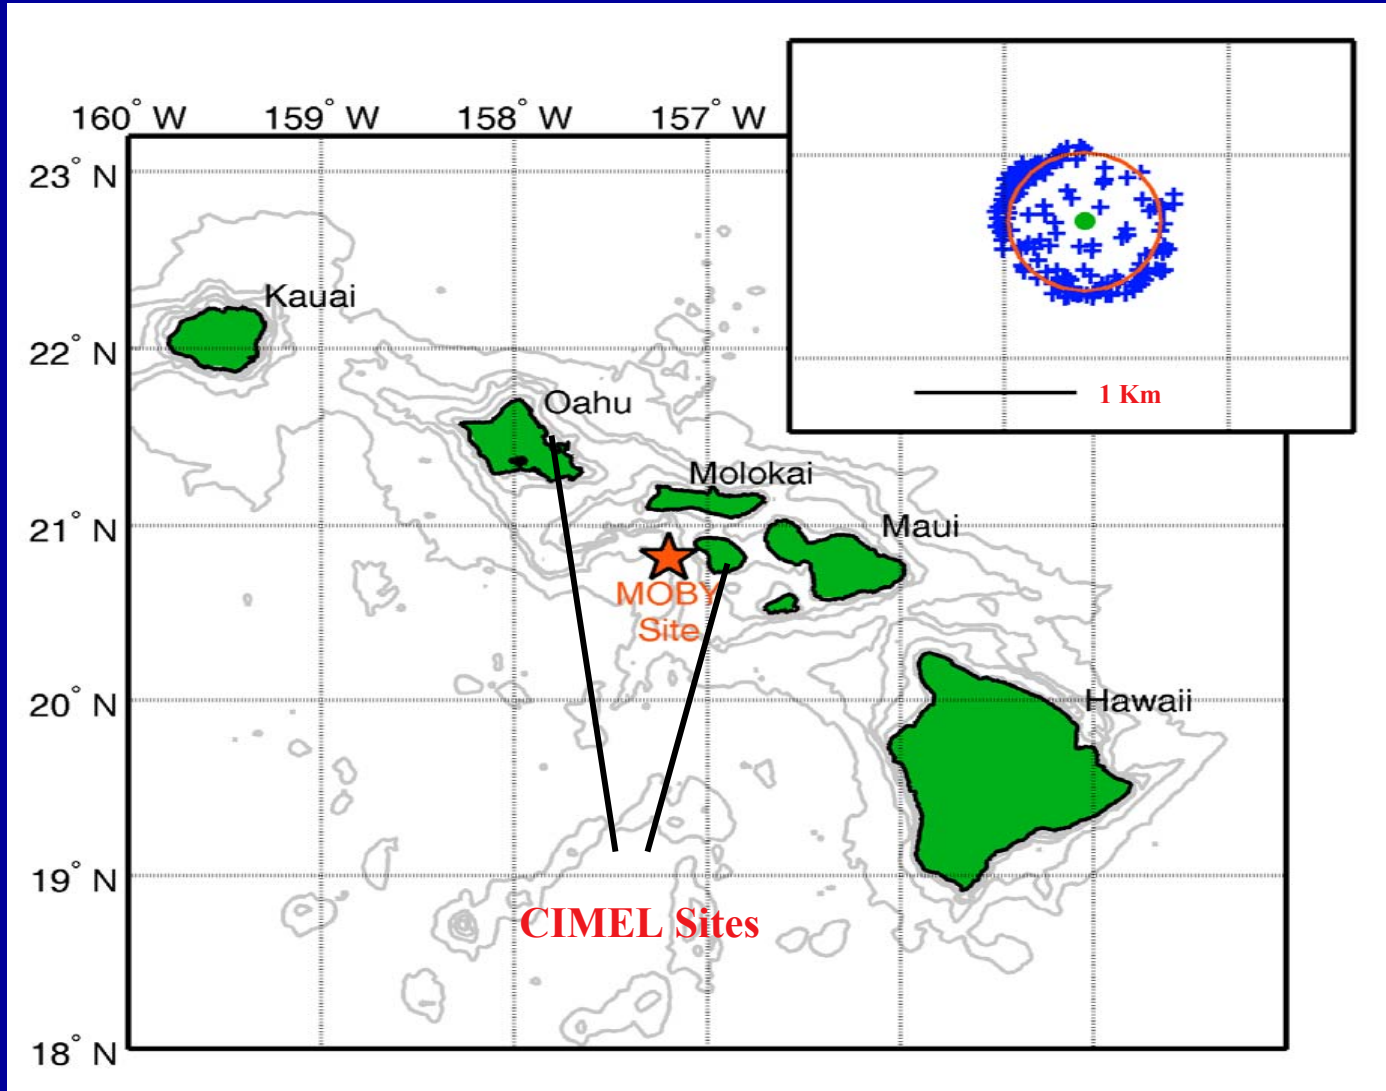 160° W 159° W 158° W 157° W
23° N
22° N
21° N
20° N
19° N
18° N
Kauai
Oahu
Molokai
Maui
Hawaii
MOBY
Site
CIMEL Sites
1 Km